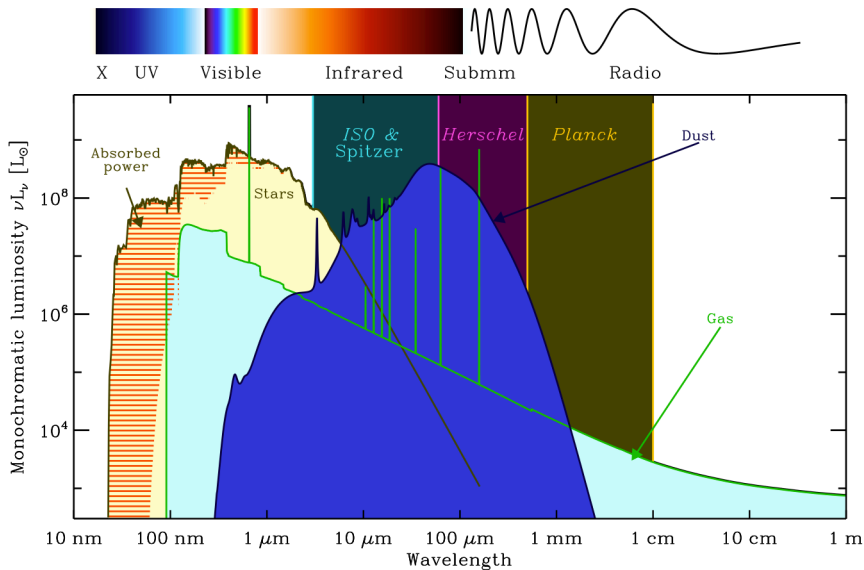 X UV Visible Infrared Submm Radio
Monochromatic luminosity νLᵥ [L☉]
10⁸
10⁶
10⁴
Absorbed
power
Stars
ISO &
Spitzer
Herschel
Planck
Dust
Gas
10 nm 100 nm 1 μm 10 μm 100 μm 1 mm 1 cm 10 cm 1 m
Wavelength